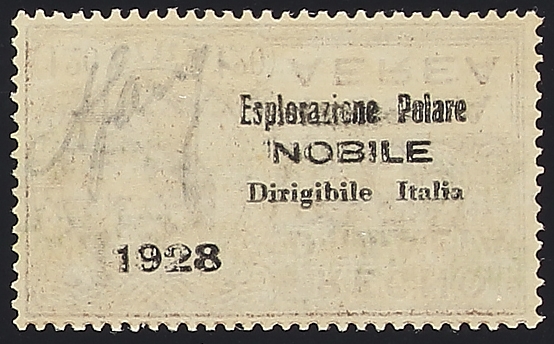 Esplorazione Polare
NOBILE
Dirigibile Italia
1928